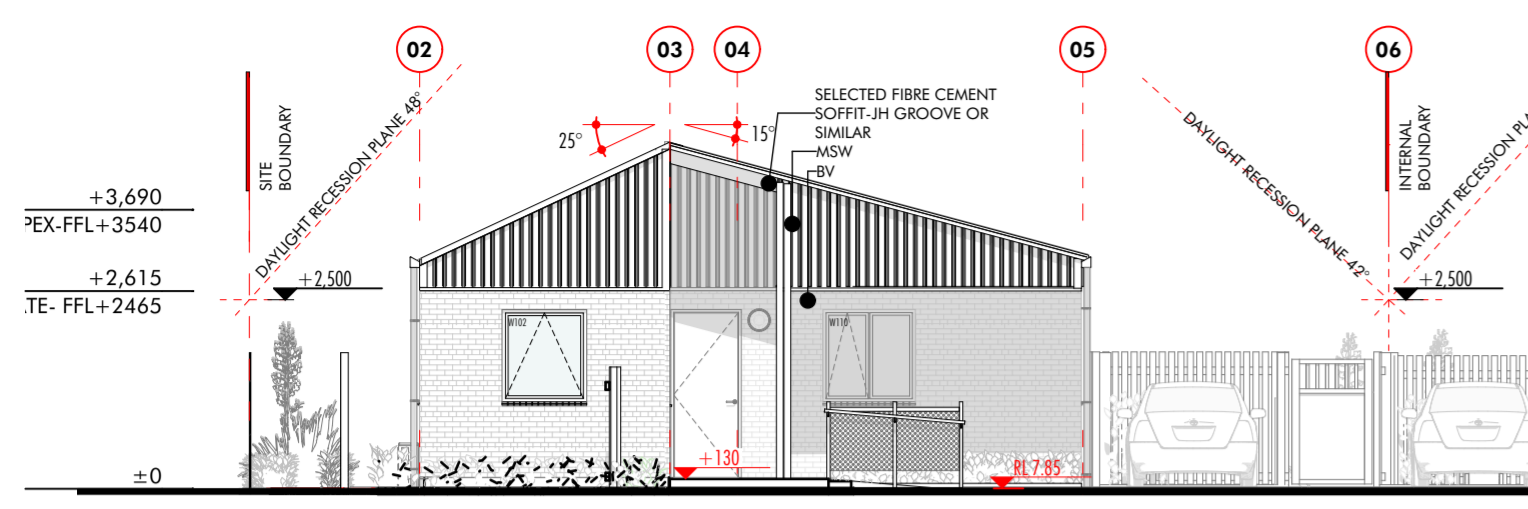 02
03
04
05
06
SITE
BOUNDARY
DAYLIGHT RECESSION PLANE 48°
25°
15°
SELECTED FIBRE CEMENT
SOFFIT-JH GROOVE OR
SIMILAR
MSW
BV
DAYLIGHT RECESSION PLANE 42°
INTERNAL
BOUNDARY
DAYLIGHT RECESSION
+3,690
PEX-FFL+3540
+2,615
TE- FFL+2465
+2,500
+2,500
W102
W110
+130
RL 7.85
±0